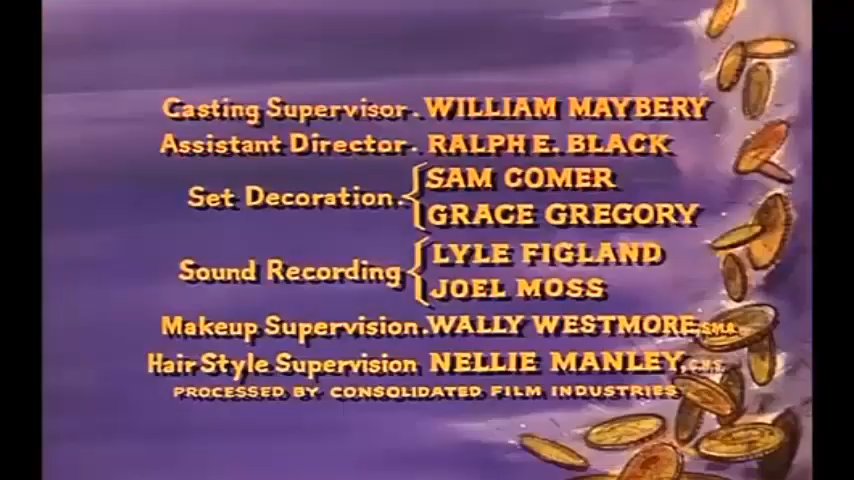 Casting Supervisor. WILLIAM MAYBERY
Assistant Director. RALPH E. BLACK
Set Decoration. SAM COMER
GRACE GREGORY
Sound Recording LYLE FIGLAND
JOEL MOSS
Makeup Supervision. WALLY WESTMORE, S.M.A.
Hair Style Supervision NELLIE MANLEY, C.H.S.
PROCESSED BY CONSOLIDATED FILM INDUSTRIES